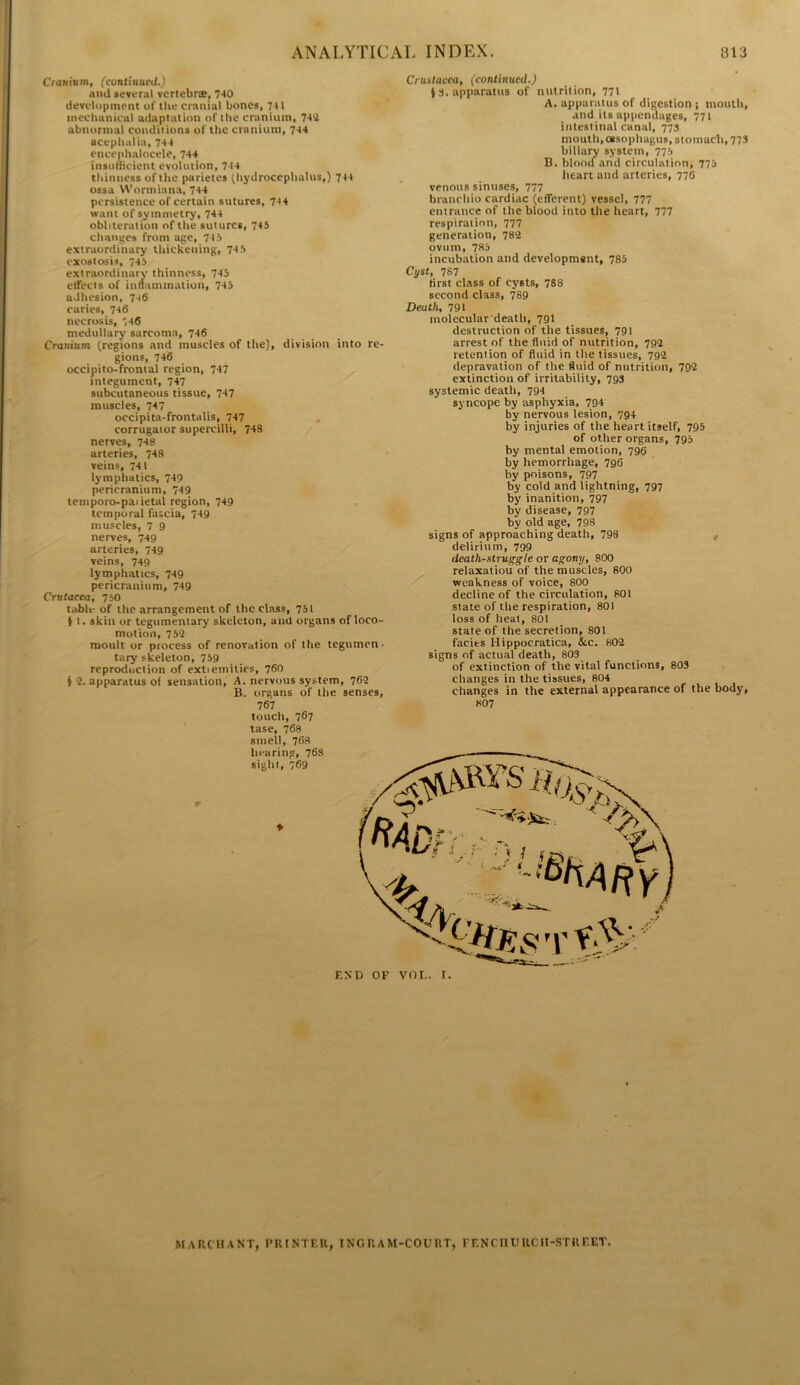 ANALYTICAL INDEX. 813
Cranium, (continued.)
and several vertebræ, 740
development of the cranial bones, 741
mechanical adaptation of the cranium, 742
abnormal conditions of the cranium, 744
acephalia, 744
encephalocele, 744
insufficient evolution, 744
thinness of the parietes (hydrocephalus,) 744
ossa Wormiana, 744
persistence of certain sutures, 744
want of symmetry, 744
obliteration of the sutures, 745
changes from age, 745
extraordinary thickening, 745
exostosis, 745
extraordinary thinness, 745
effects of inflammation, 745
adhesion, 746
caries, 746
necrosis, 746
medullary sarcoma, 746
Cranium (regions and muscles of the), division into re-
gions, 746
occipito-frontal region, 747
integument, 747
subcutaneous tissue, 747
muscles, 747
occipita-frontalis, 747
corrugator supercilli, 748
nerves, 748
arteries, 748
veins, 741
lymphatics, 749
pericranium, 749
temporo-parietal region, 749
temporal fascia, 749
muscles, 7 9
nerves, 749
arteries, 749
veins, 749
lymphatics, 749
pericranium, 749
Crutacea, 750
table of the arrangement of the class, 751
§ 1. skin or tegumentary skeleton, and organs of loco-
motion, 752
moult or process of renovation of the tegumen-
tary skeleton, 759
reproduction of extremities, 760
§ 2. apparatus of sensation, A. nervous system, 762
B. organs of the senses,
767
touch, 767
tase, 768
smell, 768
hearing, 768
sight, 769
Crustacea, (continued.)
§ 3. apparatus of nutrition, 771
A. apparatus of digestion; mouth,
and its appendages, 771
intestinal canal, 773
mouth, œsophagus, stomach, 773
biliary system, 775
B. blood and circulation, 775
heart and arteries, 776
venous sinuses, 777
branchio cardiac (efferent) vessel, 777
entrance of the blood into the heart, 777
respiration, 777
generation, 782
ovum, 785
incubation and development, 785
Cyst, 787
first class of cysts, 788
second class, 789
Death, 791
molecular death, 791
destruction of the tissues, 791
arrest of the fluid of nutrition, 792
retention of fluid in the tissues, 792
depravation of the fluid of nutrition, 792
extinction of irritability, 793
systemic death, 794
syncope by asphyxia, 794
by nervous lesion, 794
by injuries of the heart itself, 795
of other organs, 795
by mental emotion, 796
by hemorrhage, 796
by poisons, 797
by cold and lightning, 797
by inanition, 797
by disease, 797
by old age, 798
signs of approaching death, 798
delirium, 799
death-struggle or agony, 800
relaxation of the muscles, 800
weakness of voice, 800
decline of the circulation, 801
state of the respiration, 801
loss of heat, 801
state of the secretion, 801
facies Hippocratica, &c. 802
signs of actual death, 803
of extinction of the vital functions, 803
changes in the tissues, 804
changes in the external appearance of the body,
807
S. MARY'S HOSPITAL
LIBRARY
MANCHESTER
END OF VOL. I.
MARCHANT, PRINTER, INGRAM-COURT, FENCHURCH-STREET.